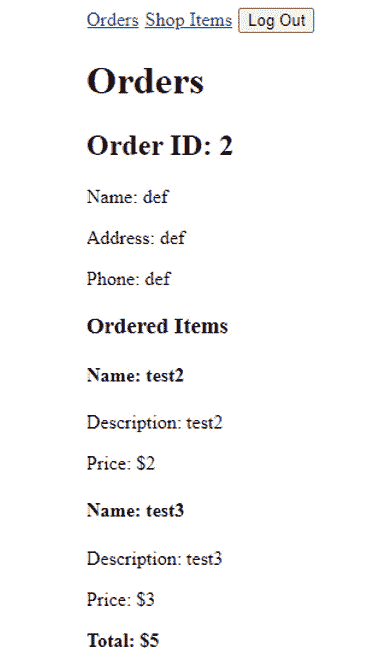 Orders Shop Items Log Out
Orders
Order ID: 2
Name: def
Address: def
Phone: def
Ordered Items
Name: test2
Description: test2
Price: $2
Name: test3
Description: test3
Price: $3
Total: $5